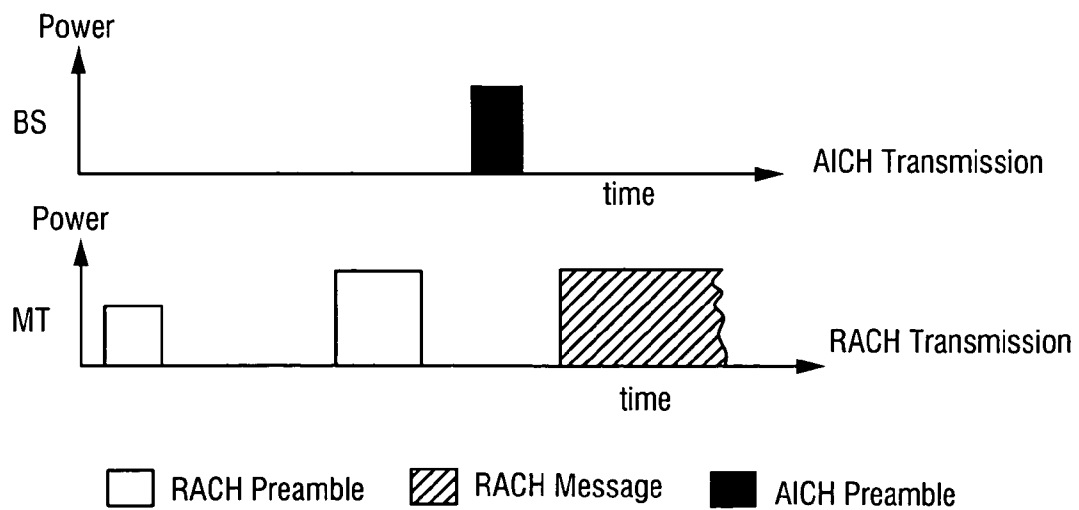 Power
BS
AICH Transmission
time
Power
MT
RACH Transmission
time
RACH Preamble
RACH Message
AICH Preamble